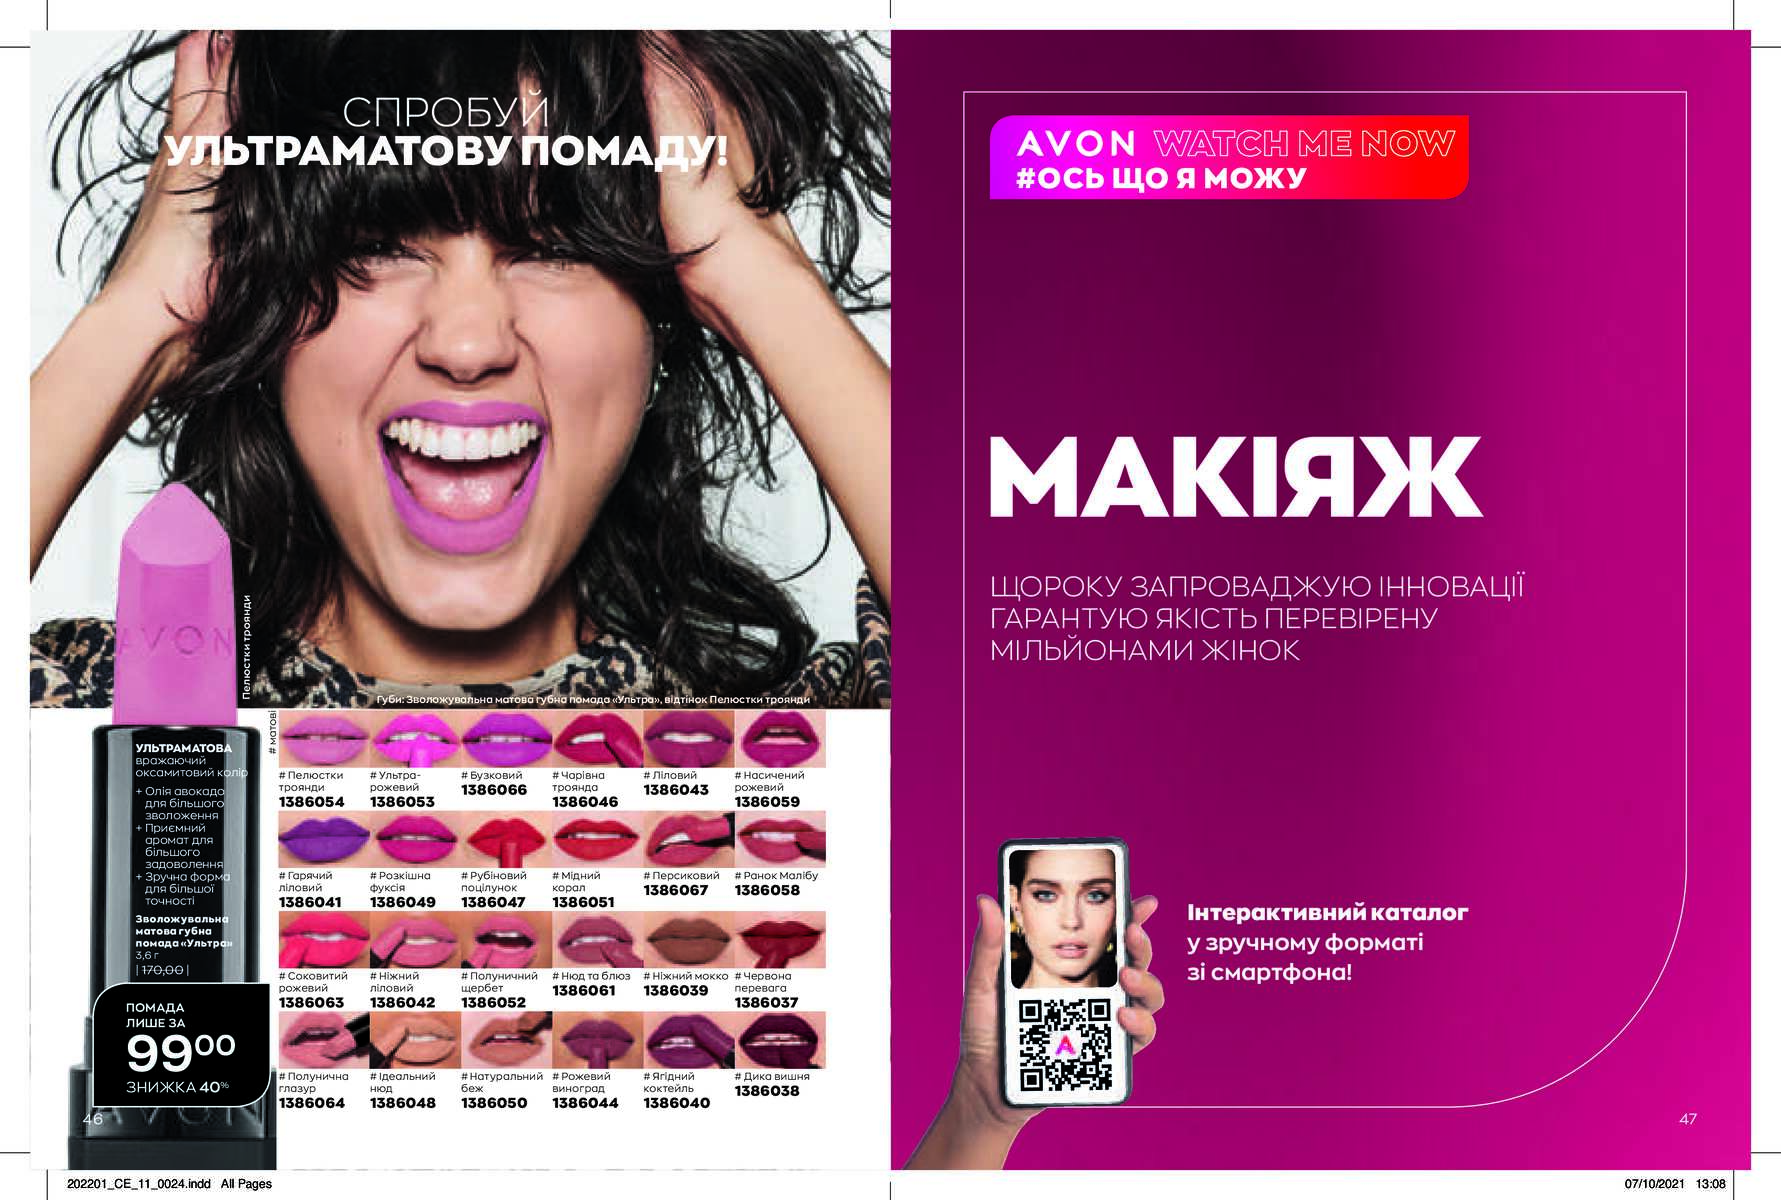 СПРОБУЙ
УЛЬТРАМАТОВУ ПОМАДУ!
AVON
Пелюстки троянди
Губи: Зволожувальна матова губна помада «Ультра», відтінок Пелюстки троянди
# матові
УЛЬТРАМАТОВА
вражаючий
оксамитовий колір
+ Олія авокадо
для більшого
зволоження
+ Приємний
аромат для
більшого
задоволення
+ Зручна форма
для більшої
точності
Зволожувальна
матова губна
помада «Ультра»
3,6 г
| 170,00 |
ПОМАДА
ЛИШЕ ЗА
99 00
ЗНИЖКА 40%
AVON
46
# Пелюстки
троянди
1386054
# Ультра-
рожевий
1386053
# Бузковий
1386066
# Чарівна
троянда
1386046
# Ліловий
1386043
# Насичений
рожевий
1386059
# Гарячий
ліловий
1386041
# Розкішна
фуксія
1386049
# Рубіновий
поцілунок
1386047
# Мідний
корал
1386051
# Персиковий
1386067
# Ранок Малібу
1386058
# Соковитий
рожевий
1386063
# Ніжний
ліловий
1386042
# Полуничний
щербет
1386052
# Нюд та блюз
1386061
# Ніжний мокко
1386039
# Червона
перевага
1386037
# Полунична
глазур
1386064
# Ідеальний
нюд
1386048
# Натуральний
беж
1386050
# Рожевий
виноград
1386044
# Ягідний
коктейль
1386040
# Дика вишня
1386038
AVON WATCH ME NOW
#ОСЬ ЩО Я МОЖУ
МАКІЯЖ
ЩОРОКУ ЗАПРОВАДЖУЮ ІННОВАЦІЇ
ГАРАНТУЮ ЯКІСТЬ ПЕРЕВІРЕНУ
МІЛЬЙОНАМИ ЖІНОК
Інтерактивний каталог
у зручному форматі
зі смартфона!
A
47
202201_CE_11_0024.indd All Pages
07/10/2021 13:08